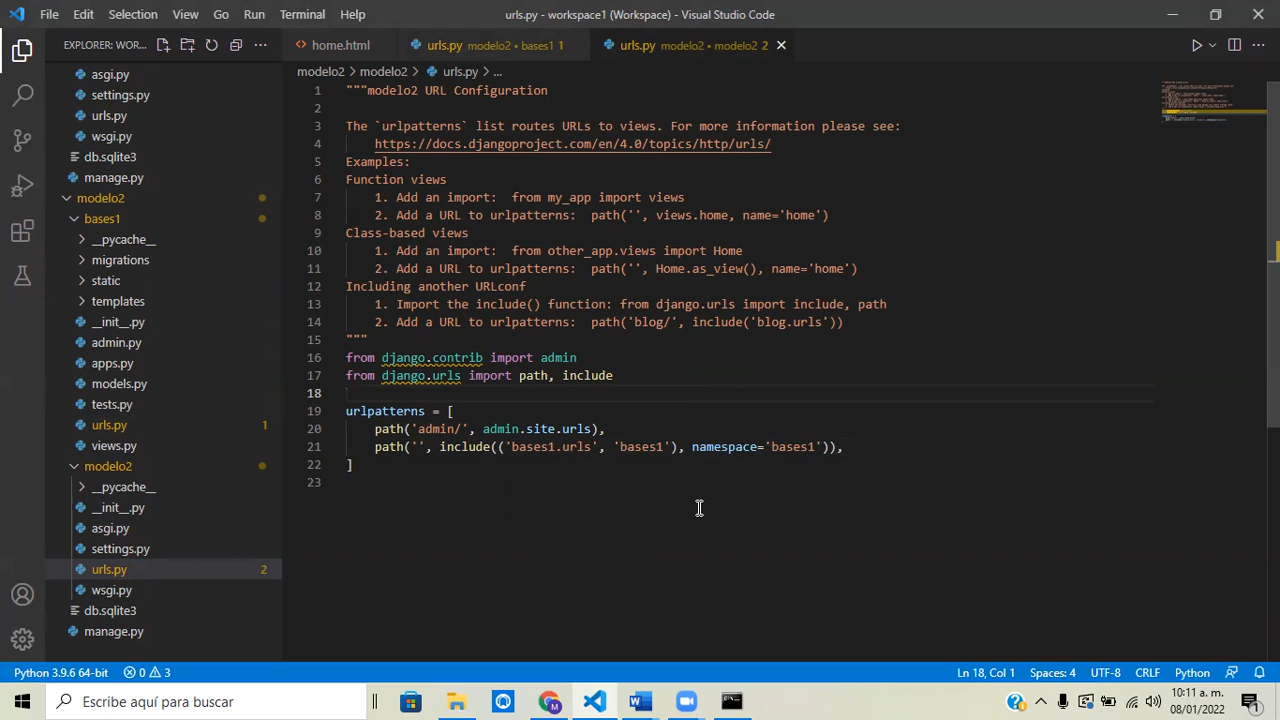 File Edit Selection View Go Run Terminal Help
urls.py - workspace1 (Workspace) - Visual Studio Code
EXPLORER: WOR...
home.html
urls.py modelo2 • bases1 1
urls.py modelo2 • modelo2 2
modelo2 > modelo2 > urls.py > ...
asgi.py
settings.py
urls.py
wsgi.py
db.sqlite3
manage.py
modelo2
bases1
__pycache__
migrations
static
templates
__init__.py
admin.py
apps.py
models.py
tests.py
urls.py 1
views.py
modelo2
__pycache__
__init__.py
asgi.py
settings.py
urls.py 2
wsgi.py
db.sqlite3
manage.py
1 """modelo2 URL Configuration
2
3 The `urlpatterns` list routes URLs to views. For more information please see:
4 https://docs.djangoproject.com/en/4.0/topics/http/urls/
5 Examples:
6 Function views
7 1. Add an import: from my_app import views
8 2. Add a URL to urlpatterns: path('', views.home, name='home')
9 Class-based views
10 1. Add an import: from other_app.views import Home
11 2. Add a URL to urlpatterns: path('', Home.as_view(), name='home')
12 Including another URLconf
13 1. Import the include() function: from django.urls import include, path
14 2. Add a URL to urlpatterns: path('blog/', include('blog.urls'))
15 """
16 from django.contrib import admin
17 from django.urls import path, include
18
19 urlpatterns = [
20 path('admin/', admin.site.urls),
21 path('', include(('bases1.urls', 'bases1'), namespace='bases1')),
22 ]
23
Python 3.9.6 64-bit 0 3
Ln 18, Col 1 Spaces: 4 UTF-8 CRLF Python
Escribe aquí para buscar
10:11 a. m.
08/01/2022
1